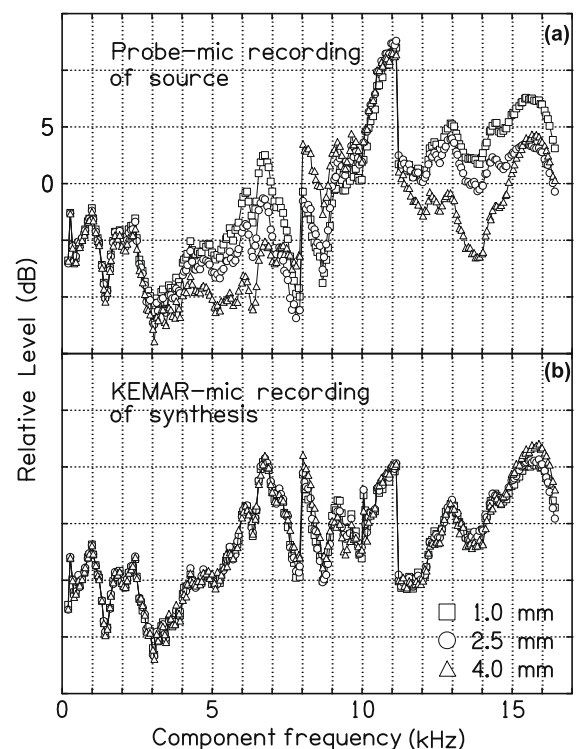 (a)
Probe-mic recording
of source
5
0
Relative Level (dB)
(b)
KEMAR-mic recording
of synthesis
1.0 mm
2.5 mm
4.0 mm
0 5 10 15
Component frequency (kHz)